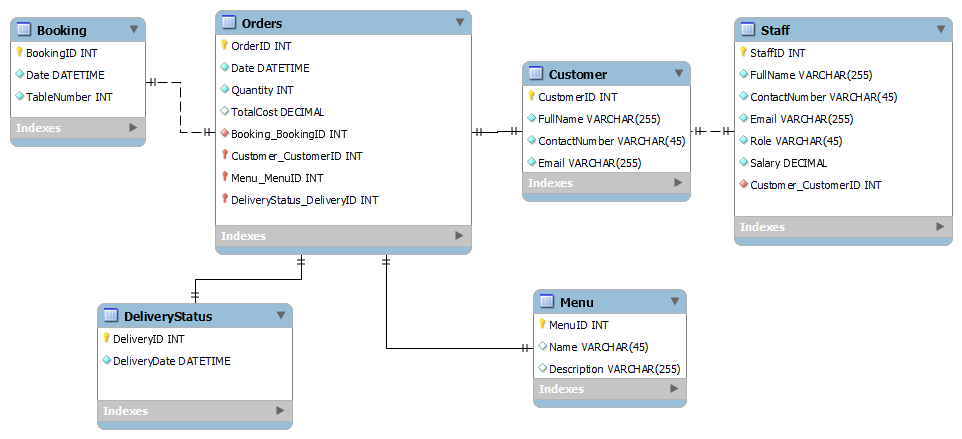 Booking
BookingID INT
Date DATETIME
TableNumber INT
Indexes
Orders
OrderID INT
Date DATETIME
Quantity INT
TotalCost DECIMAL
Booking_BookingID INT
Customer_CustomerID INT
Menu_MenuID INT
DeliveryStatus_DeliveryID INT
Indexes
Customer
CustomerID INT
FullName VARCHAR(255)
ContactNumber VARCHAR(45)
Email VARCHAR(255)
Indexes
Staff
StaffID INT
FullName VARCHAR(255)
ContactNumber VARCHAR(45)
Email VARCHAR(255)
Role VARCHAR(45)
Salary DECIMAL
Customer_CustomerID INT
Indexes
DeliveryStatus
DeliveryID INT
DeliveryDate DATETIME
Indexes
Menu
MenuID INT
Name VARCHAR(45)
Description VARCHAR(255)
Indexes